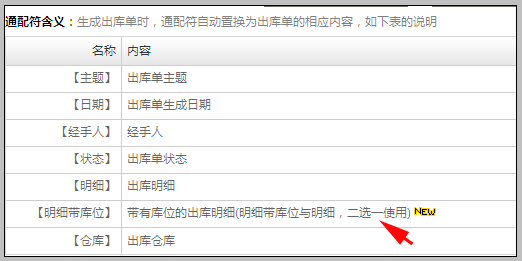 通配符含义：生成出库单时，通配符自动置换为出库单的相应内容，如下表的说明
名称 内容
【主题】 出库单主题
【日期】 出库单生成日期
【经手人】 经手人
【状态】 出库单状态
【明细】 出库明细
【明细带库位】 带有库位的出库明细(明细带库位与明细，二选一使用) NEW
【仓库】 出库仓库